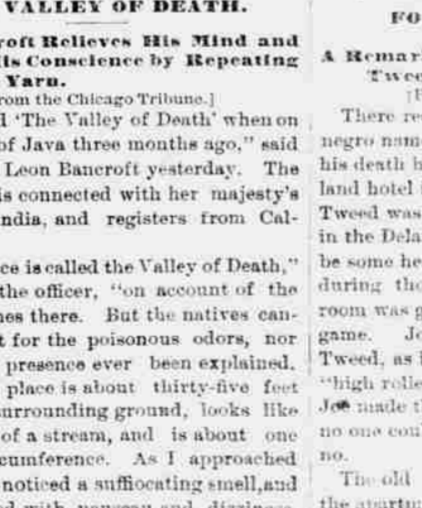 VALLEY OF DEATH.
croft Relieves His Mind and
His Conscience by Repeating
Yarn.
rom the Chicago Tribune.]
d 'The Valley of Death' when on
of Java three months ago," said
Leon Bancroft yesterday. The
is connected with her majesty's
ndia, and registers from Cal-
ce is called the Valley of Death,"
the officer, "on account of the
nes there. But the natives can-
t for the poisonous odors, nor
presence ever been explained.
place is about thirty-five feet
surrounding ground, looks like
of a stream, and is about one
cumference. As I approached
noticed a suffocating smell, and
FO
A Remar
Twee
There re
negro nam
his death h
land hotel i
Tweed was
in the Dela
be some he
during the
room was g
game. Jo
Tweed, as i
"high rolle
Joe made t
no one cou
no.
The old